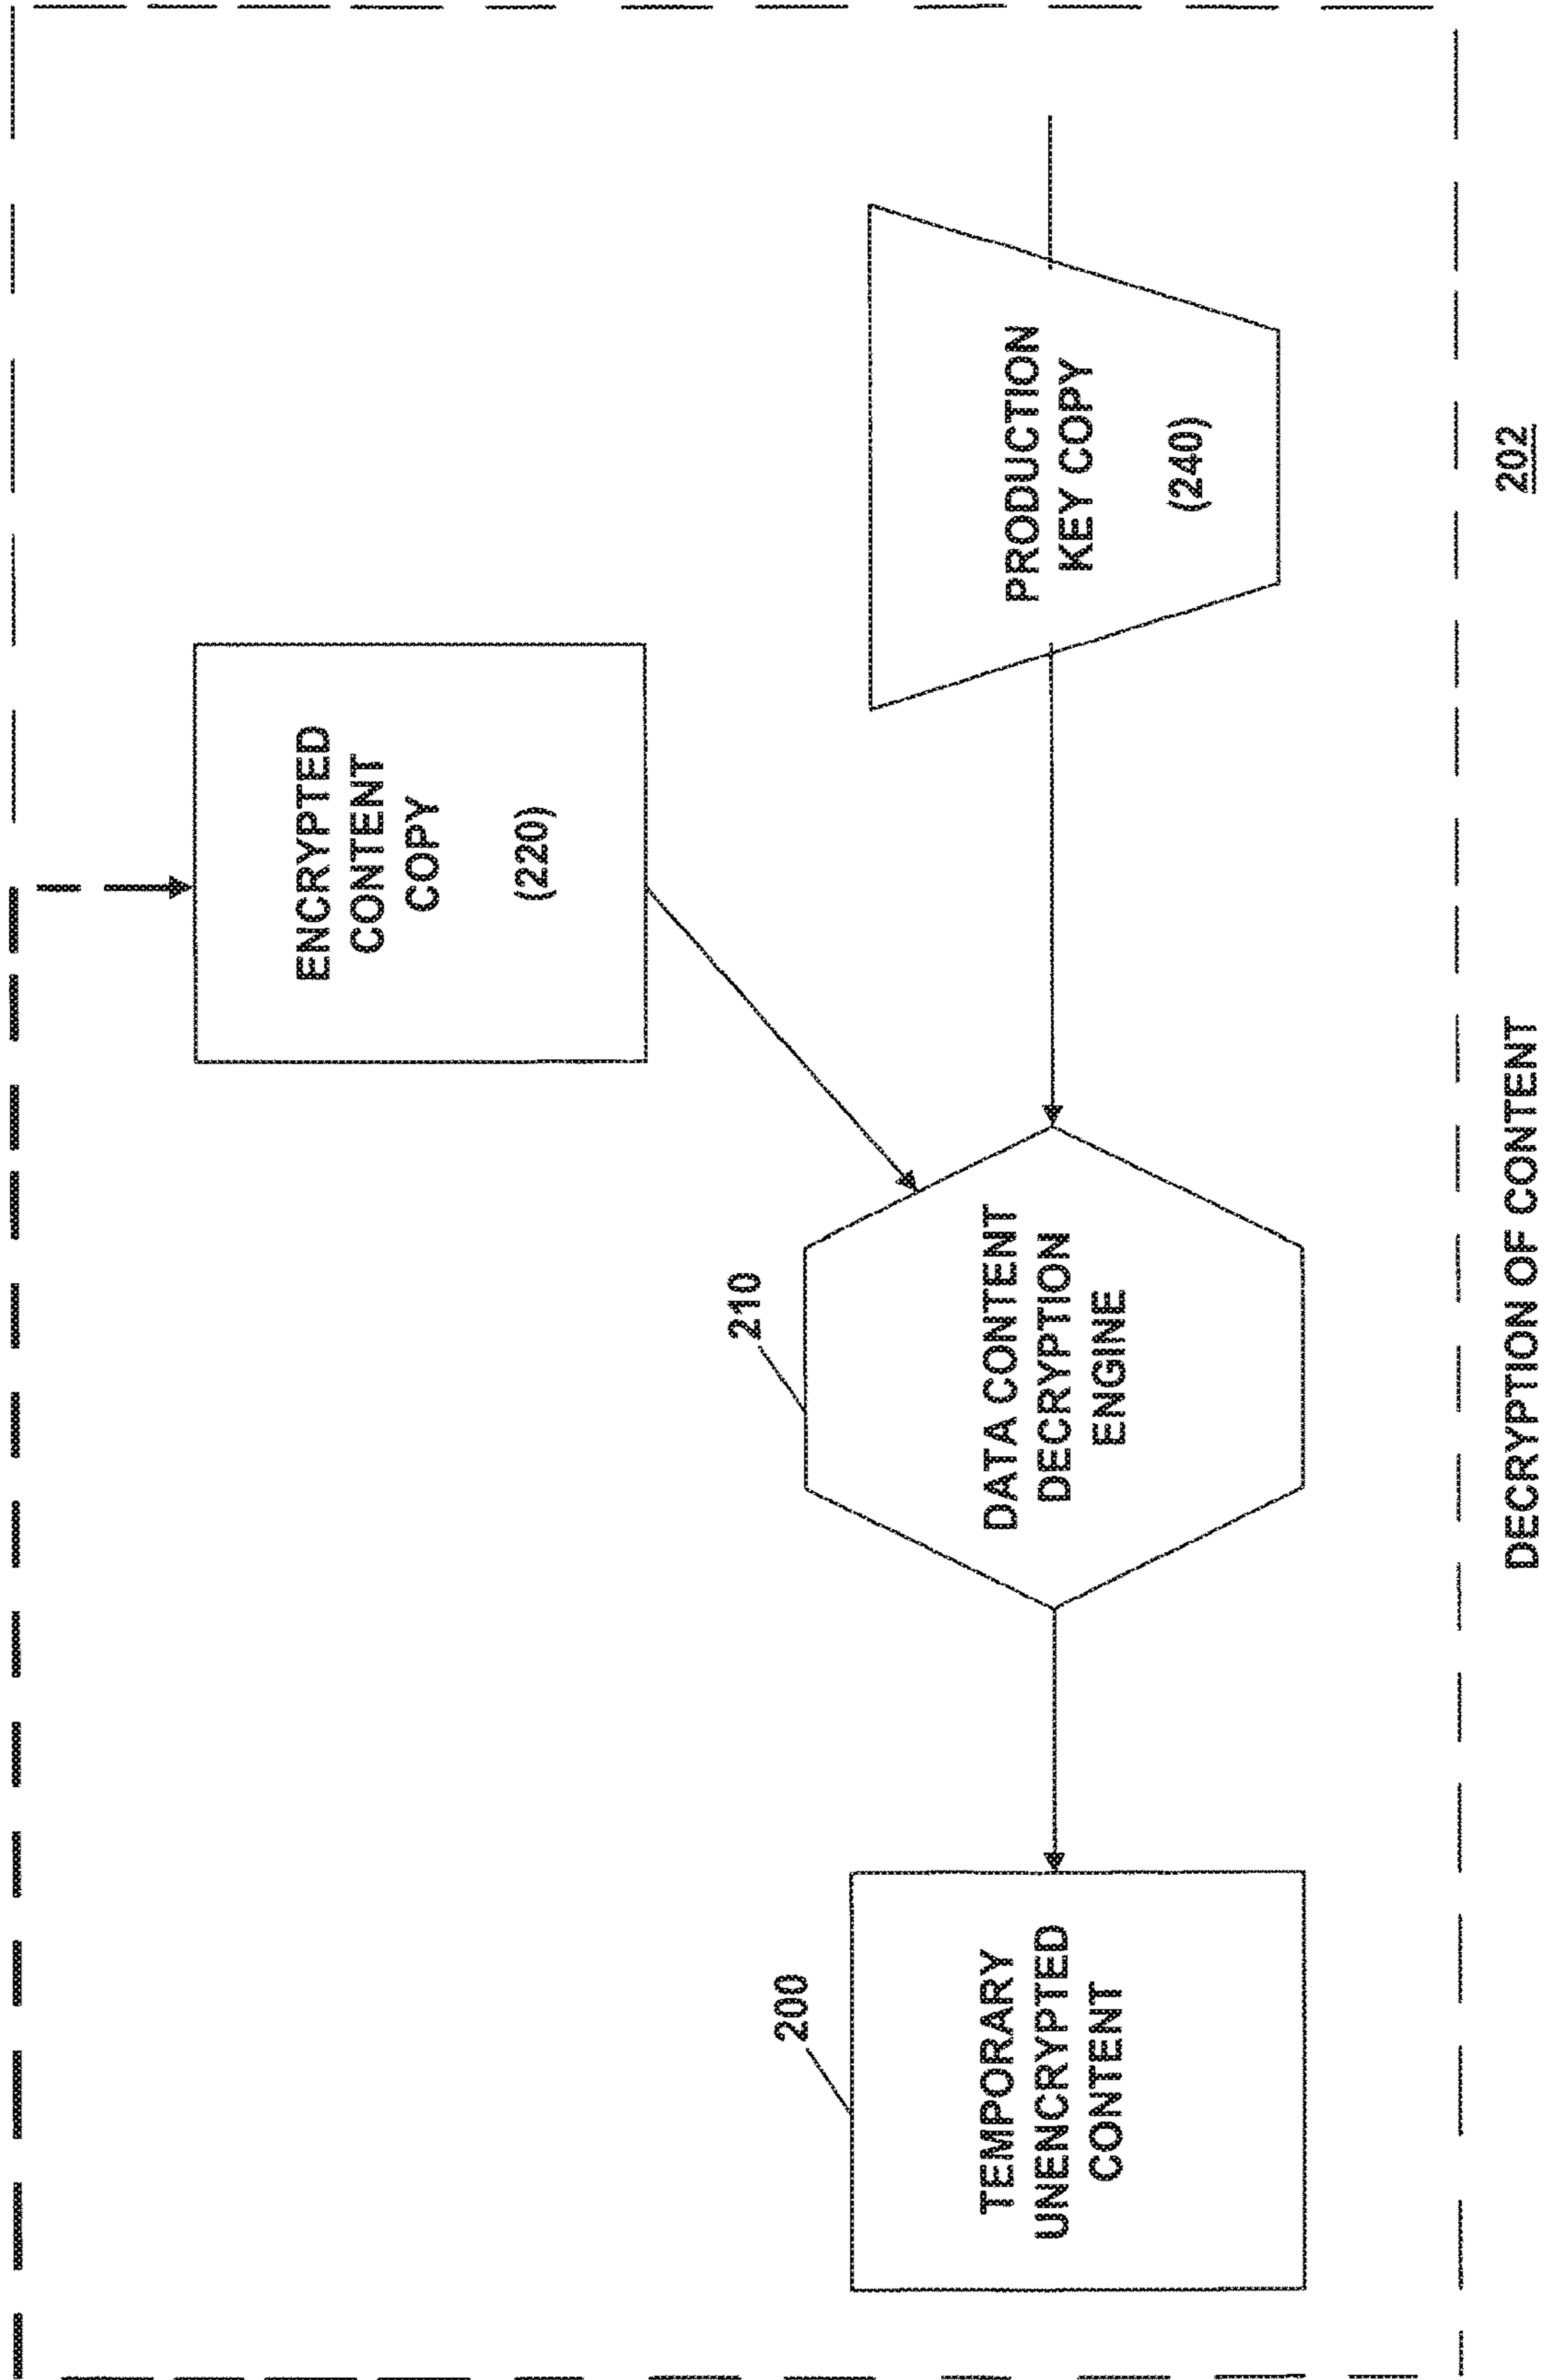 ENCRYPTED
CONTENT
COPY
(220)
200
210
TEMPORARY
UNENCRYPTED
CONTENT
DATA CONTENT
DECRYPTION
ENGINE
PRODUCTION
KEY COPY
(240)
DECRYPTION OF CONTENT
202